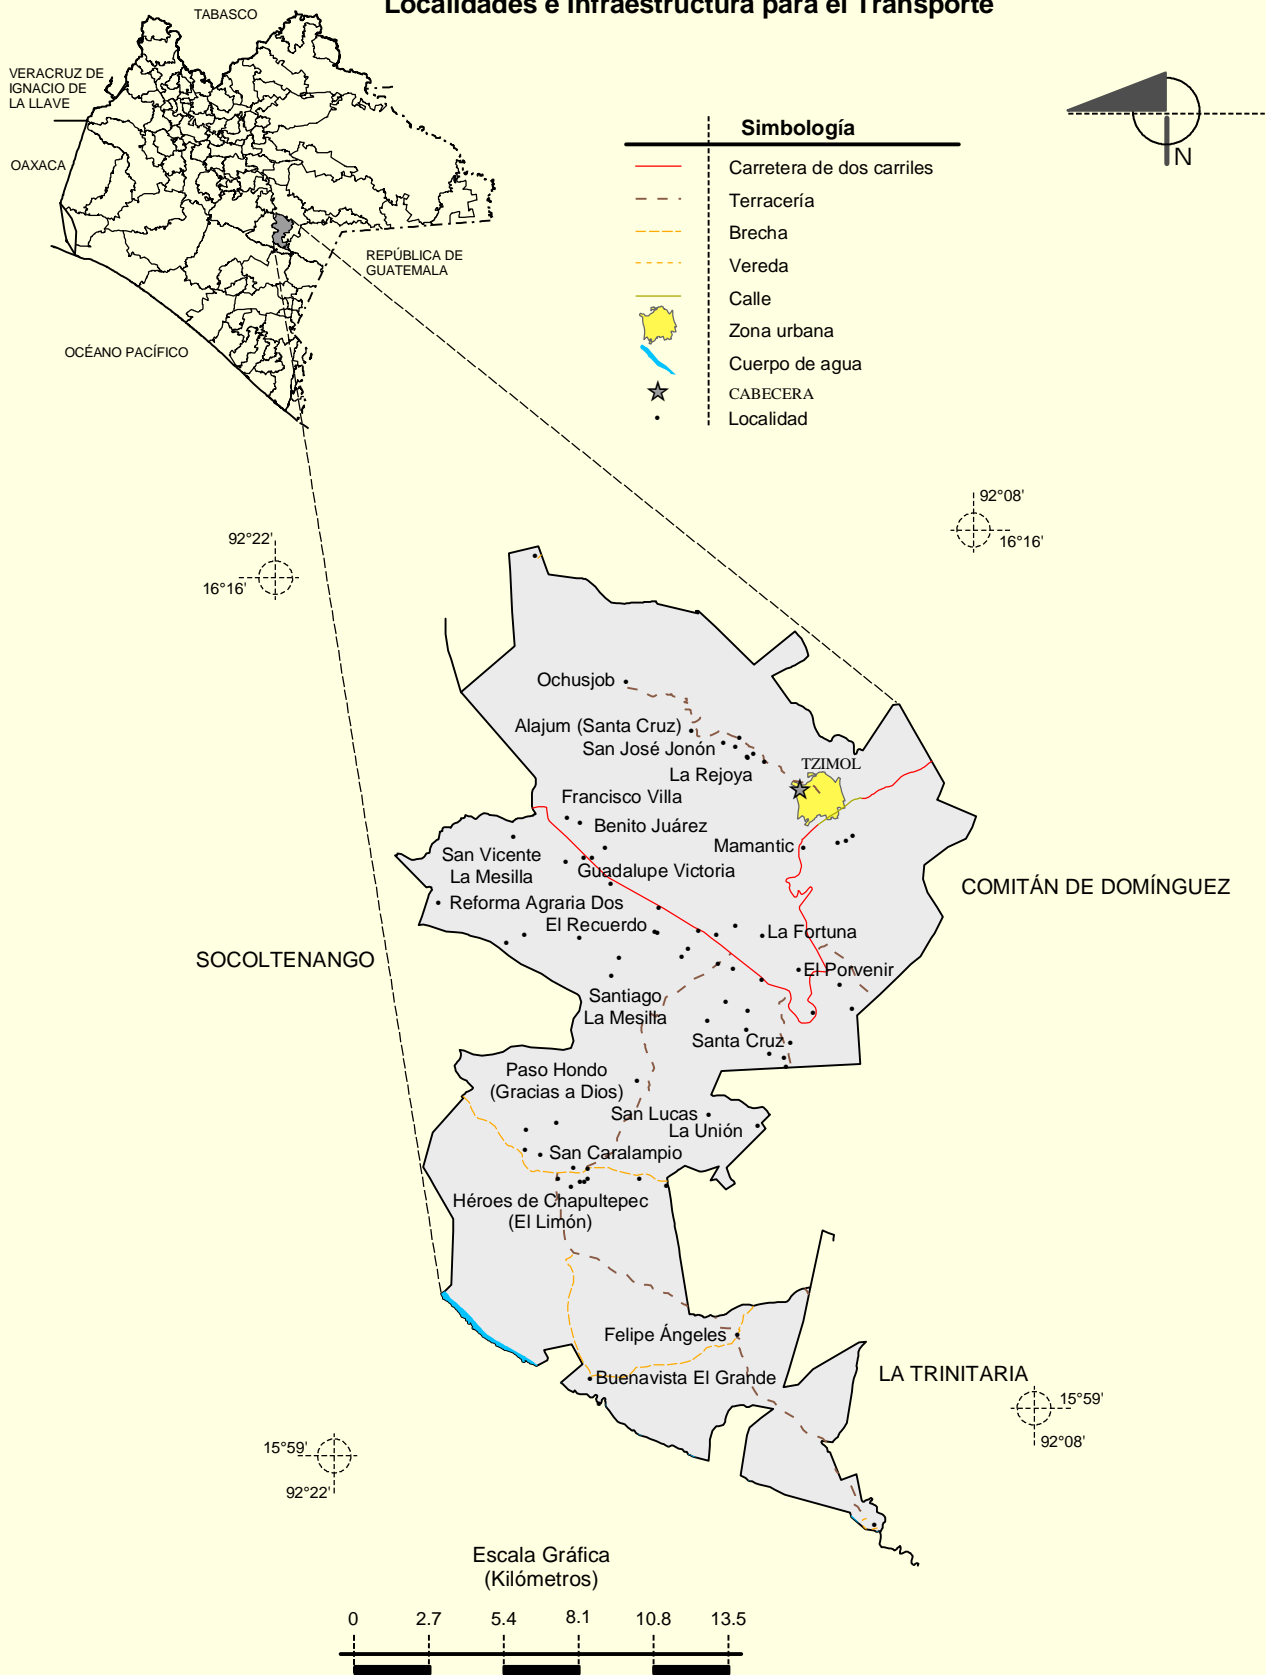 Localidades e Infraestructura para el Transporte
TABASCO
VERACRUZ DE
IGNACIO DE
LA LLAVE
OAXACA
REPÚBLICA DE
GUATEMALA
OCÉANO PACÍFICO
N
Simbología
Carretera de dos carriles
Terracería
Brecha
Vereda
Calle
Zona urbana
Cuerpo de agua
CABECERA
Localidad
92°08'
16°16'
92°22'
16°16'
Ochusjob
Alajum (Santa Cruz)
San José Jonón
La Rejoya
TZIMOL
Francisco Villa
Benito Juárez
Mamantic
San Vicente
La Mesilla
Guadalupe Victoria
COMITÁN DE DOMÍNGUEZ
Reforma Agraria Dos
El Recuerdo
La Fortuna
SOCOLTENANGO
El Porvenir
Santiago
La Mesilla
Santa Cruz
Paso Hondo
(Gracias a Dios)
San Lucas
La Unión
San Caralampio
Héroes de Chapultepec
(El Limón)
Felipe Ángeles
Buenavista El Grande
LA TRINITARIA
15°59'
92°08'
15°59'
92°22'
Escala Gráfica
(Kilómetros)
0 2.7 5.4 8.1 10.8 13.5